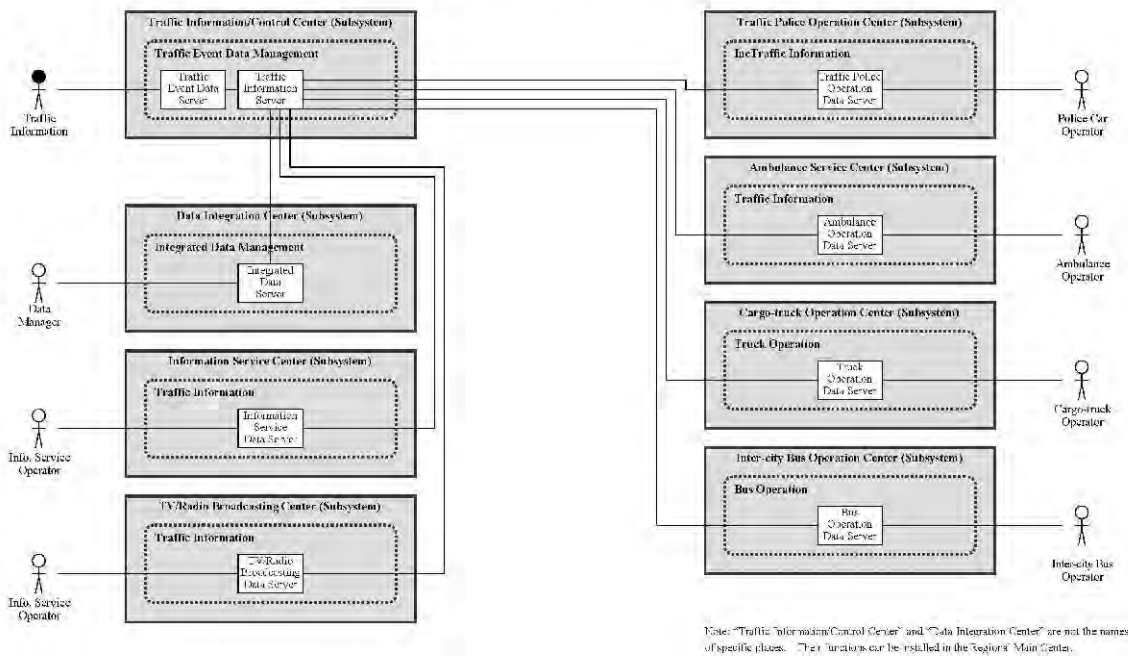 Traffic Information/Control Center (Subsystem)
Traffic Event Data Management
Traffic
Event Data
Server
Traffic
Information
Server
Traffic
Information
Data Integration Center (Subsystem)
Integrated Data Management
Integrated
Data
Server
Data
Manager
Information Service Center (Subsystem)
Traffic Information
Information
Service
Data Server
Info. Service
Operator
TV/Radio Broadcasting Center (Subsystem)
Traffic Information
TV/Radio
Broadcasting
Data Server
Info. Service
Operator
Traffic Police Operation Center (Subsystem)
IncTraffic Information
Traffic Police
Operation
Data Server
Police Car
Operator
Ambulance Service Center (Subsystem)
Traffic Information
Ambulance
Operation
Data Server
Ambulance
Operator
Cargo-truck Operation Center (Subsystem)
Truck Operation
Truck
Operation
Data Server
Cargo-truck
Operator
Inter-city Bus Operation Center (Subsystem)
Bus Operation
Bus
Operation
Data Server
Inter-city Bus
Operator
Note: "Traffic Information/Control Center" and "Data Integration Center" are not the names
of specific places. Their functions can be installed in the Regional Main Center.